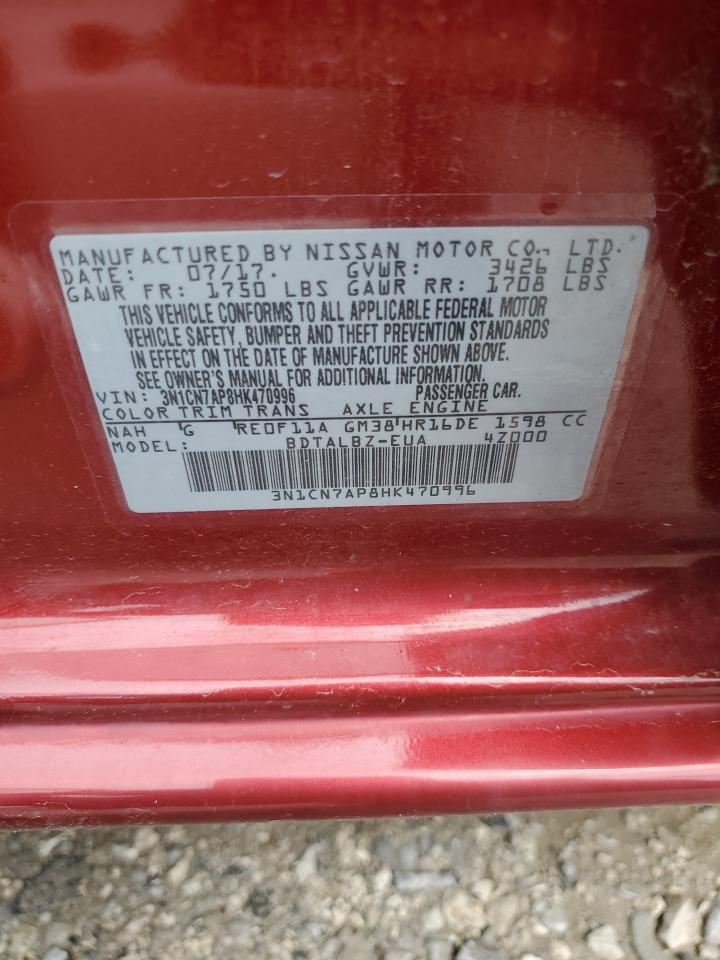 MANUFACTURED BY NISSAN MOTOR CO., LTD.
DATE: 07/17. GVWR: 3426 LBS
GAWR FR: 1750 LBS GAWR RR: 1708 LBS
THIS VEHICLE CONFORMS TO ALL APPLICABLE FEDERAL MOTOR
VEHICLE SAFETY, BUMPER AND THEFT PREVENTION STANDARDS
IN EFFECT ON THE DATE OF MANUFACTURE SHOWN ABOVE.
SEE OWNER'S MANUAL FOR ADDITIONAL INFORMATION.
VIN: 3N1CN7AP8HK470996 PASSENGER CAR.
COLOR TRIM TRANS AXLE ENGINE
NAH G RE0F11A GM38 HR16DE 1598 CC
MODEL: BDTALBZ-EUA 4Z000
3N1CN7AP8HK470996